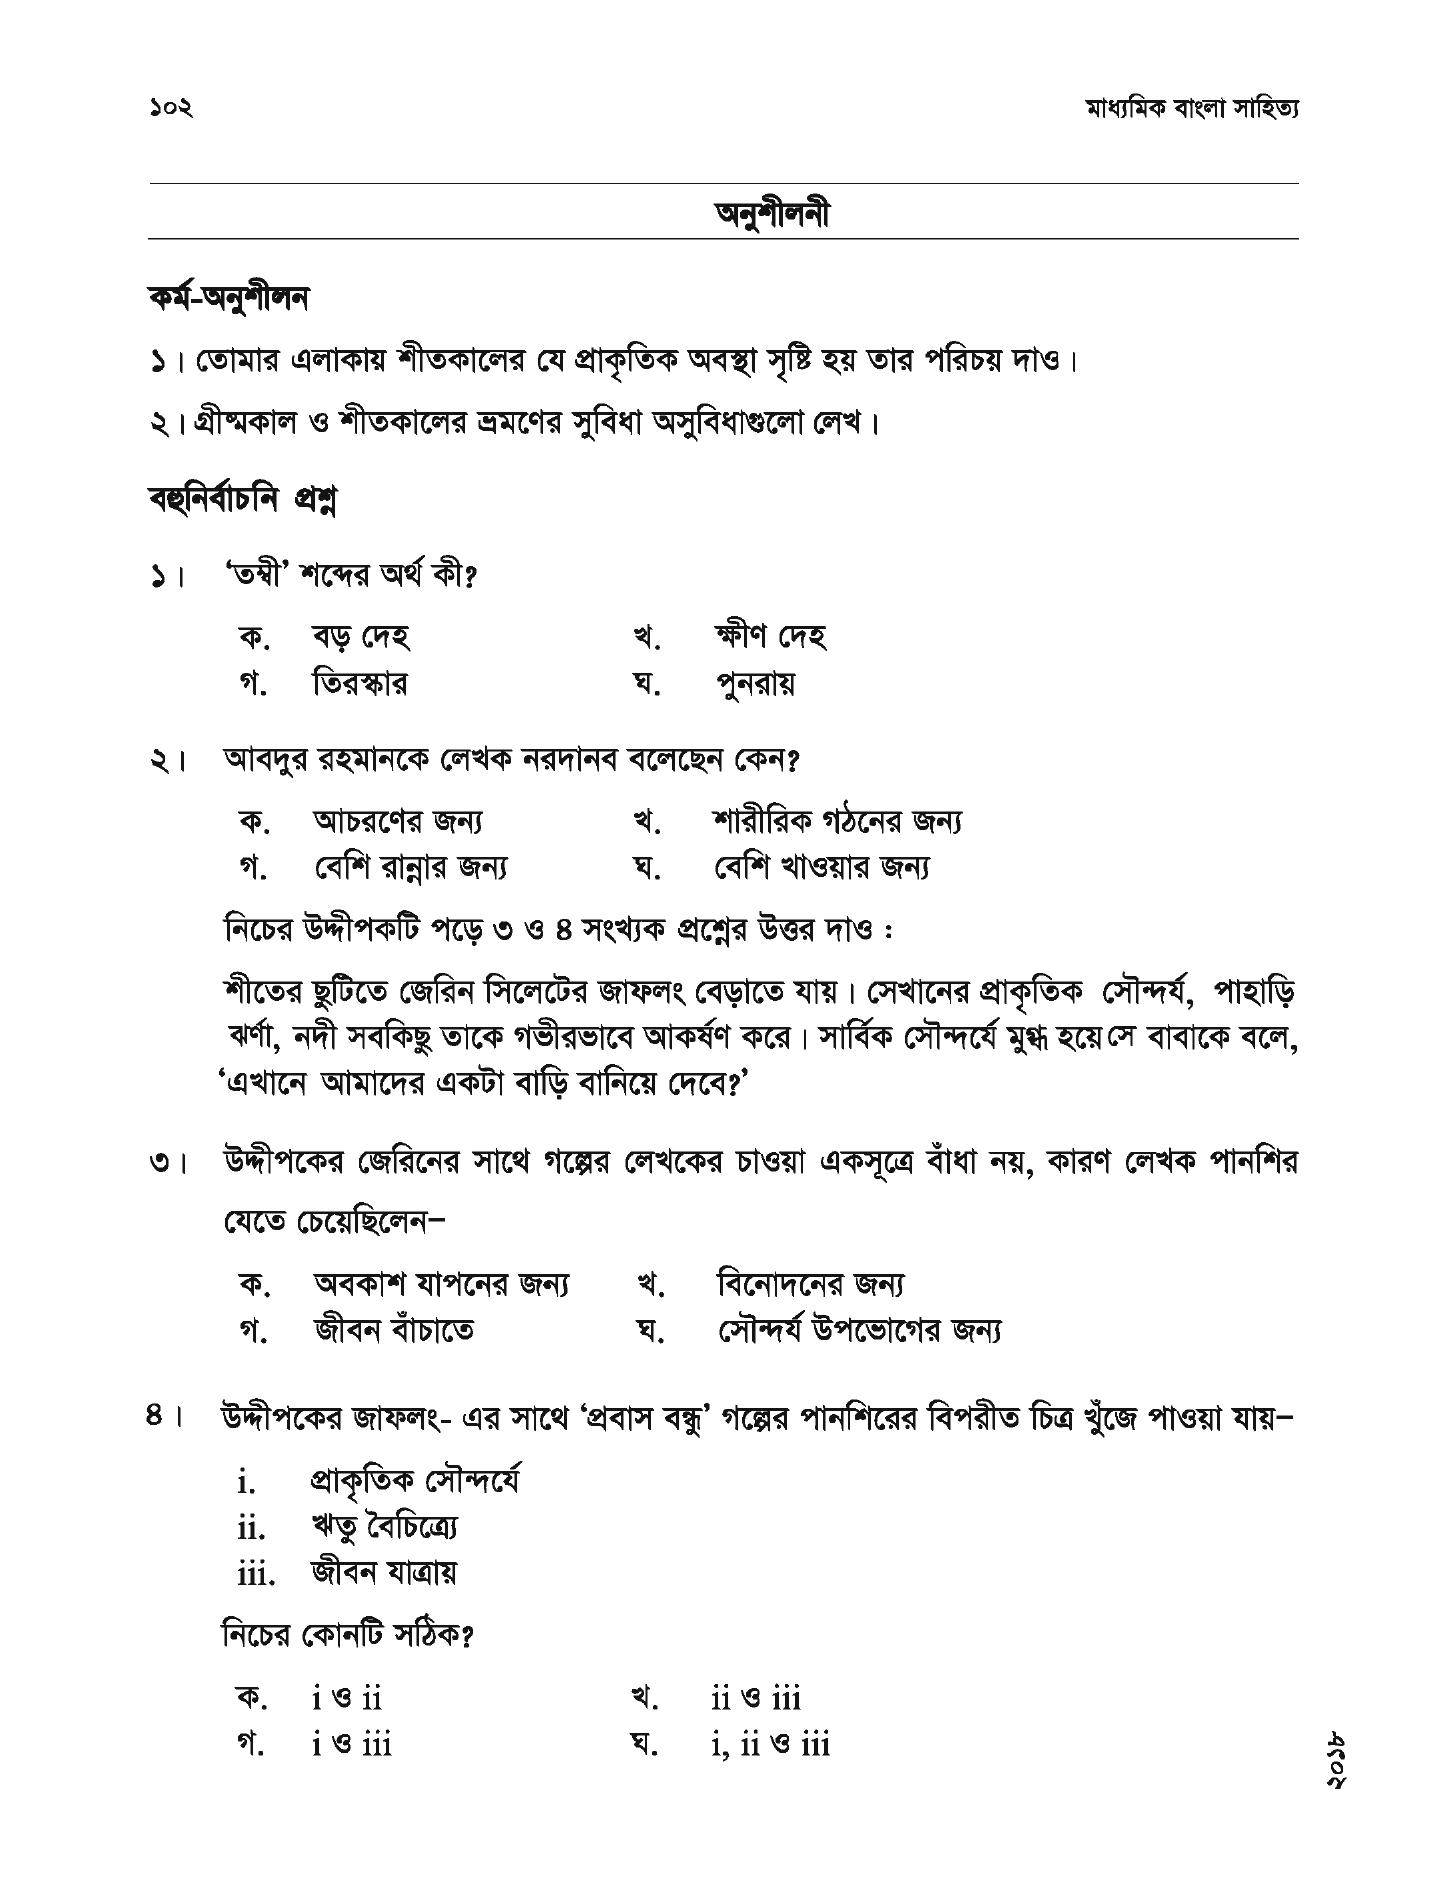 ১০২ মাধ্যমিক বাংলা সাহিত্য
অনুশীলনী
কর্ম-অনুশীলন
১। তোমার এলাকায় শীতকালের যে প্রাকৃতিক অবস্থা সৃষ্টি হয় তার পরিচয় দাও।
২। গ্রীষ্মকাল ও শীতকালের ভ্রমণের সুবিধা অসুবিধাগুলো লেখ।
বহুনির্বাচনি প্রশ্ন
১। ‘তম্বী’ শব্দের অর্থ কী?
ক. বড় দেহ খ. ক্ষীণ দেহ
গ. তিরস্কার ঘ. পুনরায়
২। আবদুর রহমানকে লেখক নরদানব বলেছেন কেন?
ক. আচরণের জন্য খ. শারীরিক গঠনের জন্য
গ. বেশি রান্নার জন্য ঘ. বেশি খাওয়ার জন্য
নিচের উদ্দীপকটি পড়ে ৩ ও ৪ সংখ্যক প্রশ্নের উত্তর দাও :
শীতের ছুটিতে জেরিন সিলেটের জাফলং বেড়াতে যায়। সেখানের প্রাকৃতিক সৌন্দর্য, পাহাড়ি
ঝর্ণা, নদী সবকিছু তাকে গভীরভাবে আকর্ষণ করে। সার্বিক সৌন্দর্যে মুগ্ধ হয়ে সে বাবাকে বলে,
‘এখানে আমাদের একটা বাড়ি বানিয়ে দেবে?’
৩। উদ্দীপকের জেরিনের সাথে গল্পের লেখকের চাওয়া একসূত্রে বাঁধা নয়, কারণ লেখক পানশির
যেতে চেয়েছিলেন–
ক. অবকাশ যাপনের জন্য খ. বিনোদনের জন্য
গ. জীবন বাঁচাতে ঘ. সৌন্দর্য উপভোগের জন্য
৪। উদ্দীপকের জাফলং- এর সাথে ‘প্রবাস বন্ধু’ গল্পের পানশিরের বিপরীত চিত্র খুঁজে পাওয়া যায়–
i. প্রাকৃতিক সৌন্দর্যে
ii. ঋতু বৈচিত্র্যে
iii. জীবন যাত্রায়
নিচের কোনটি সঠিক?
ক. i ও ii খ. ii ও iii
গ. i ও iii ঘ. i, ii ও iii
২০১৮